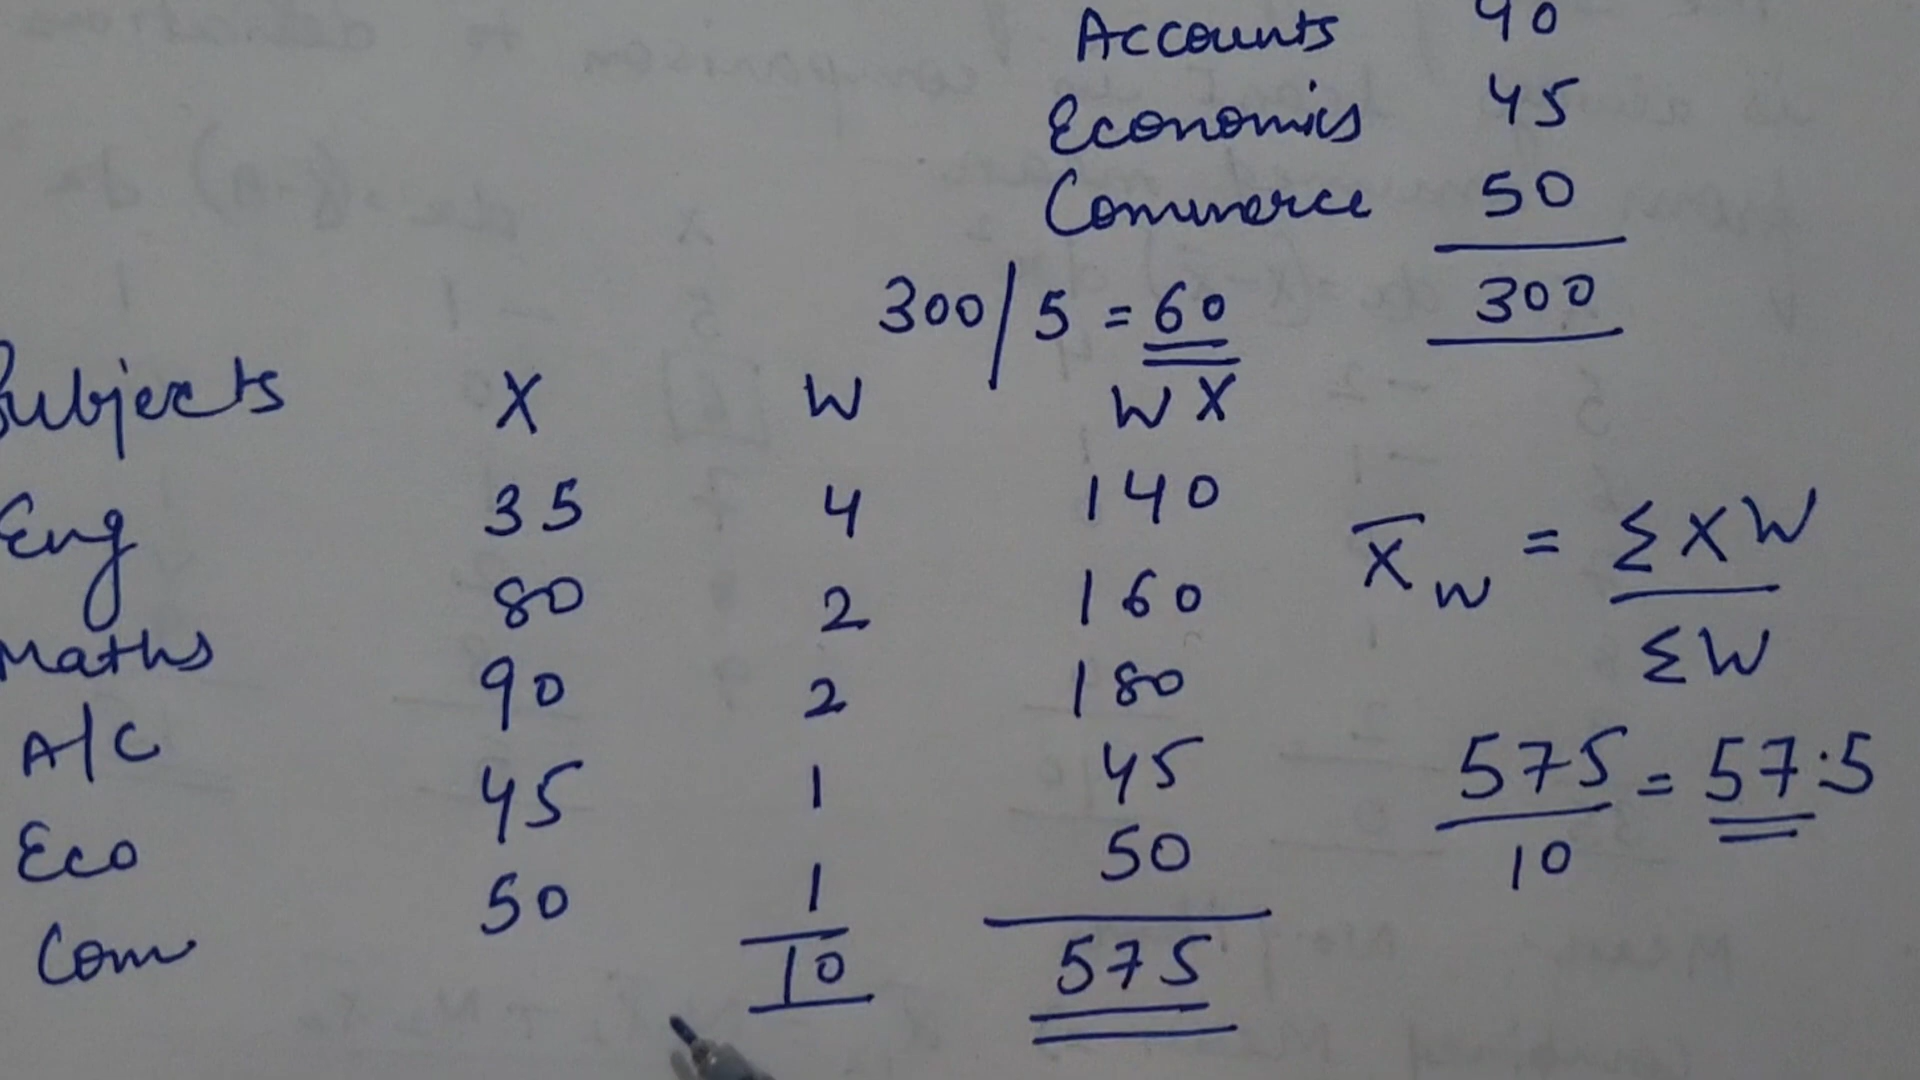 Accounts 90
Economics 45
Commerce 50
300
300/5 = 60
Subjects X W WX
Eng 35 4 140
Maths 80 2 160
A/C 90 2 180
Eco 45 1 45
Com 50 1 50
10 575
X̄w = ΣXW / ΣW
575/10 = 57.5